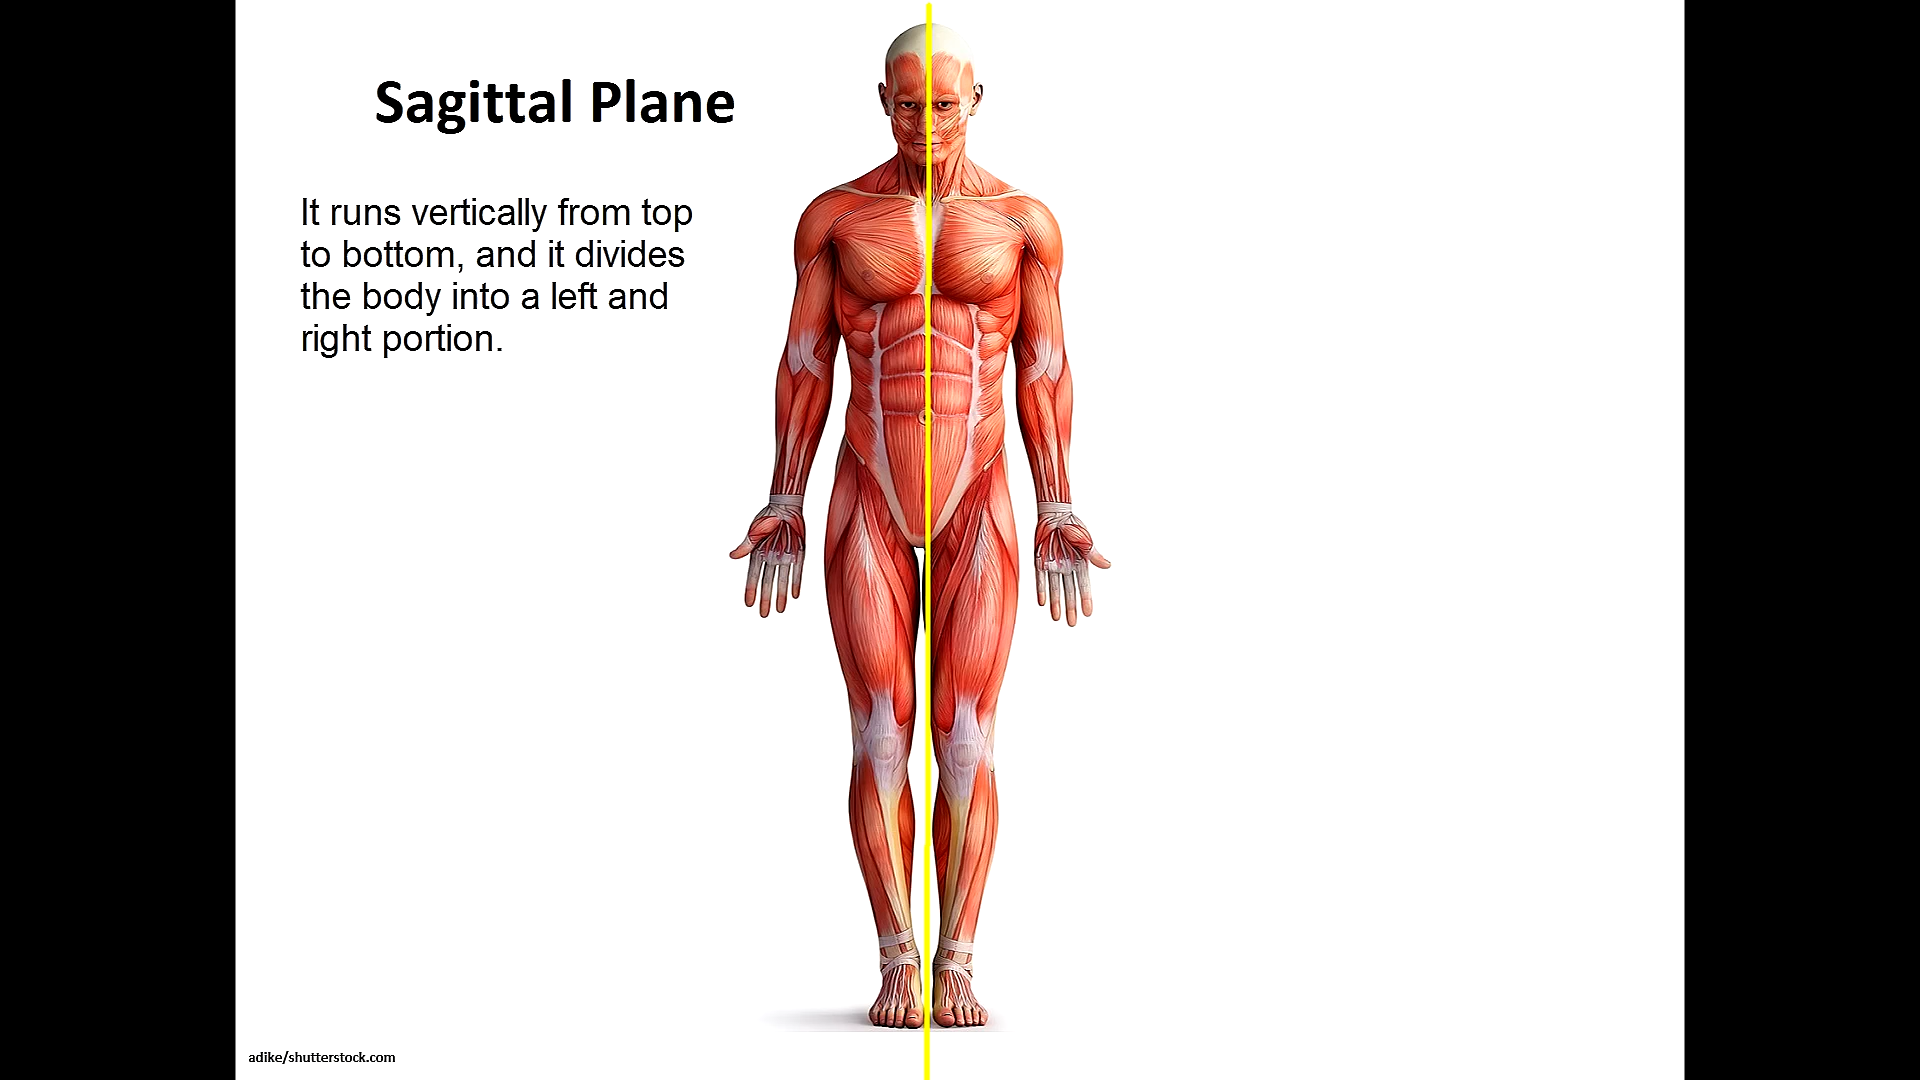 Sagittal Plane
It runs vertically from top
to bottom, and it divides
the body into a left and
right portion.
adike/shutterstock.com